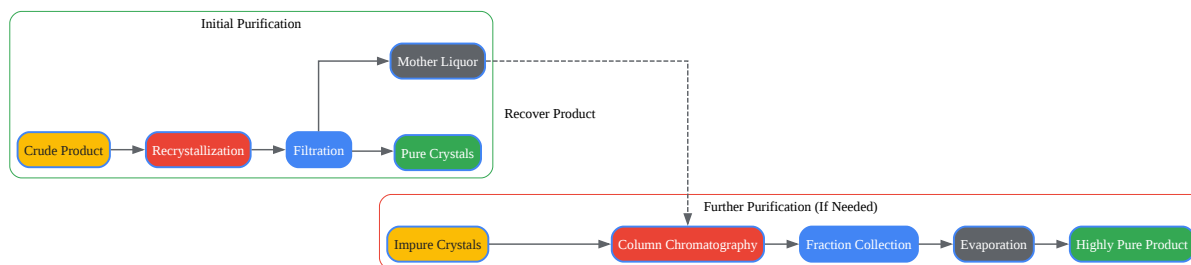 Initial Purification
Mother Liquor
Recover Product
Crude Product
Recrystallization
Filtration
Pure Crystals
Further Purification (If Needed)
Impure Crystals
Column Chromatography
Fraction Collection
Evaporation
Highly Pure Product